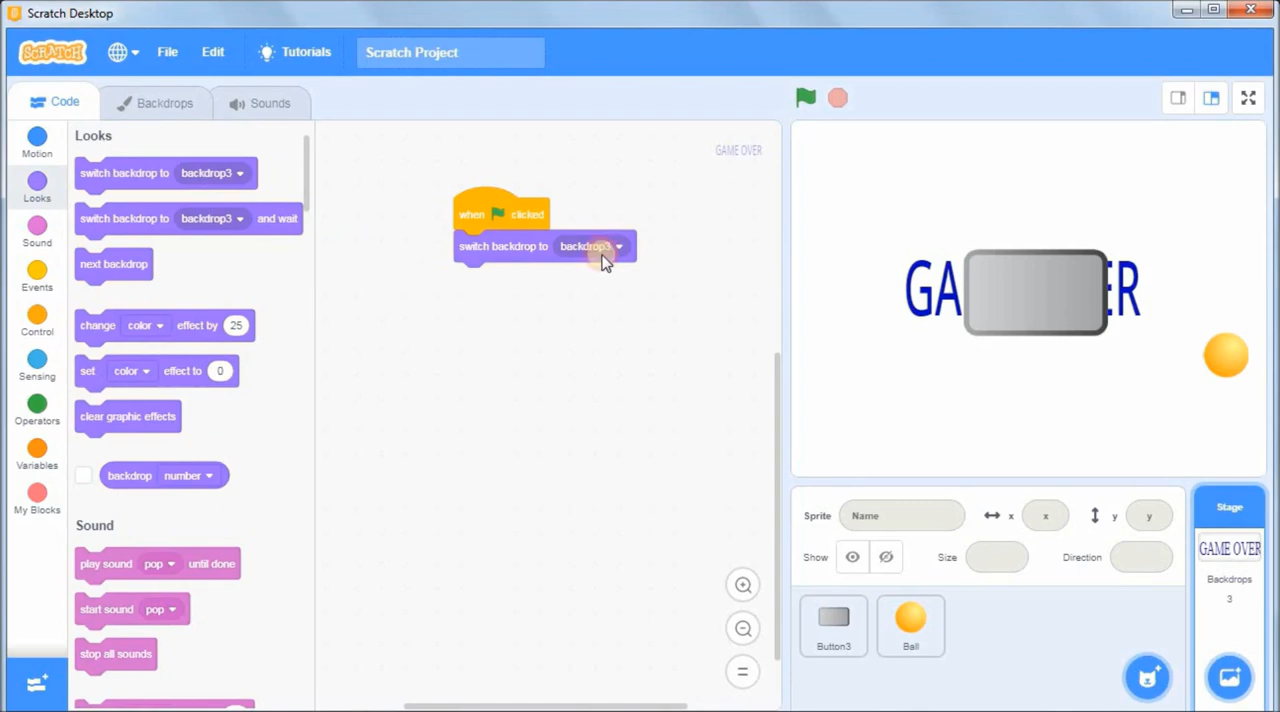 Scratch Desktop
SCRATCH
File
Edit
Tutorials
Scratch Project
Code
Backdrops
Sounds
Motion
Looks
Sound
Events
Control
Sensing
Operators
Variables
My Blocks
Looks
switch backdrop to backdrop3
switch backdrop to backdrop3 and wait
next backdrop
change color effect by 25
set color effect to 0
clear graphic effects
backdrop number
Sound
play sound pop until done
start sound pop
stop all sounds
GAME OVER
when clicked
switch backdrop to backdrop3
GA ER
Sprite Name
x x
y y
Show
Size
Direction
Button3
Ball
Stage
GAME OVER
Backdrops
3